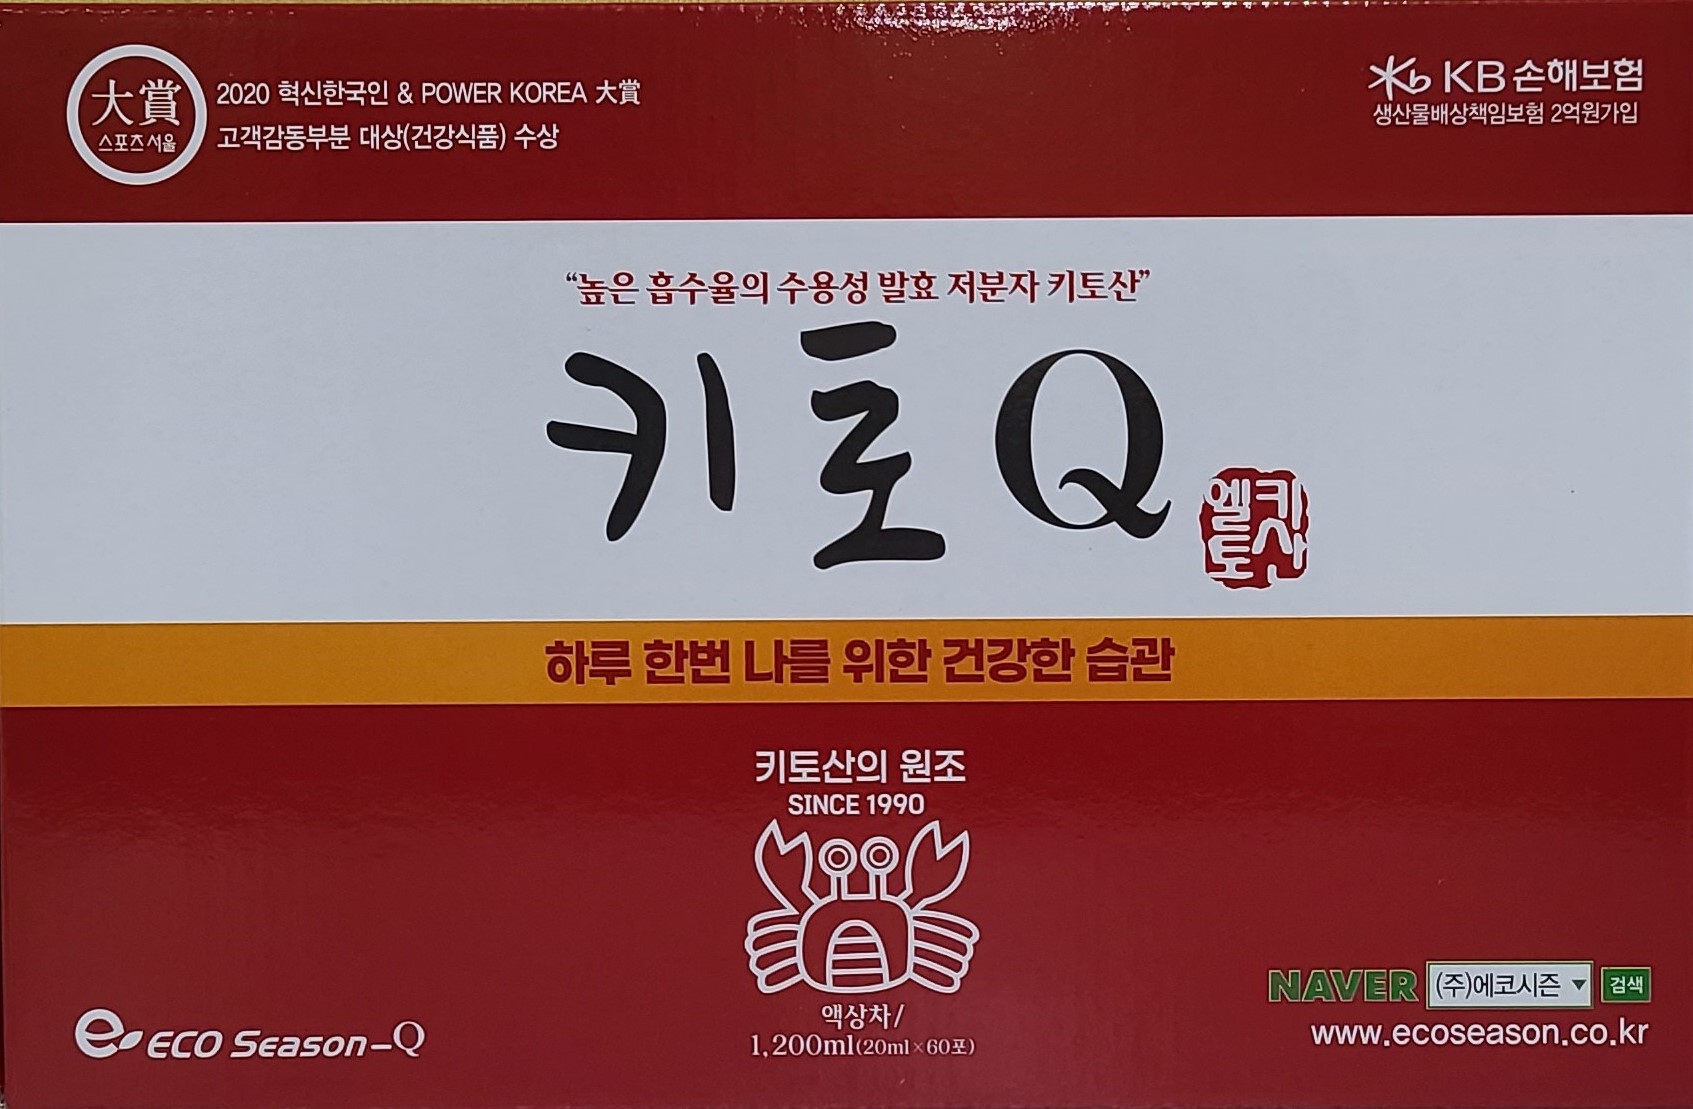 大賞
스포츠서울
2020 혁신한국인 & POWER KOREA 大賞
고객감동부분 대상(건강식품) 수상
KB손해보험
생산물배상책임보험 2억원가입
“높은 흡수율의 수용성 발효 저분자 키토산”
키토Q
엘키
토산
하루 한번 나를 위한 건강한 습관
키토산의 원조
SINCE 1990
액상차/
1,200ml(20ml×60포)
e ECO Season-Q
NAVER (주)에코시즌 검색
www.ecoseason.co.kr